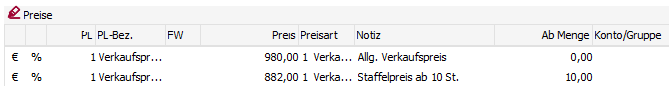 Preise
PL PL-Bez. FW Preis Preisart Notiz Ab Menge Konto/Gruppe
€ % 1 Verkaufspr... 980,00 1 Verka... Allg. Verkaufspreis 0,00
€ % 1 Verkaufspr... 882,00 1 Verka... Staffelpreis ab 10 St. 10,00